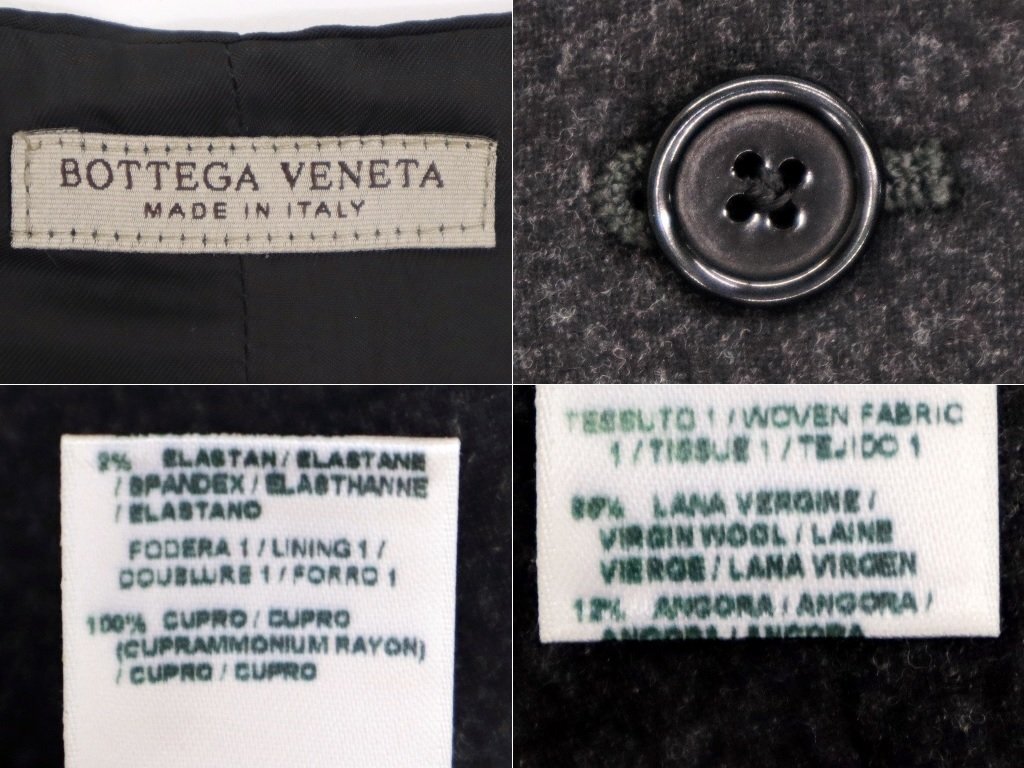 BOTTEGA VENETA
MADE IN ITALY
2% ELASTAN / ELASTANE
/ SPANDEX / ELASTHANNE
/ ELASTANO
FODERA 1 / LINING 1 /
DOUBLURE 1 / FORRO 1
100% CUPRO / CUPRO
(CUPRAMMONIUM RAYON)
/ CUPRO / CUPRO
TESSUTO 1 / WOVEN FABRIC
1 / TISSUE 1 / TEJIDO 1
LANA VERGINE /
VIRGIN WOOL / LAINE
VIERGE / LANA VIRGEN
12% ANGORA / ANGORA /
ANGORA / ANGORA